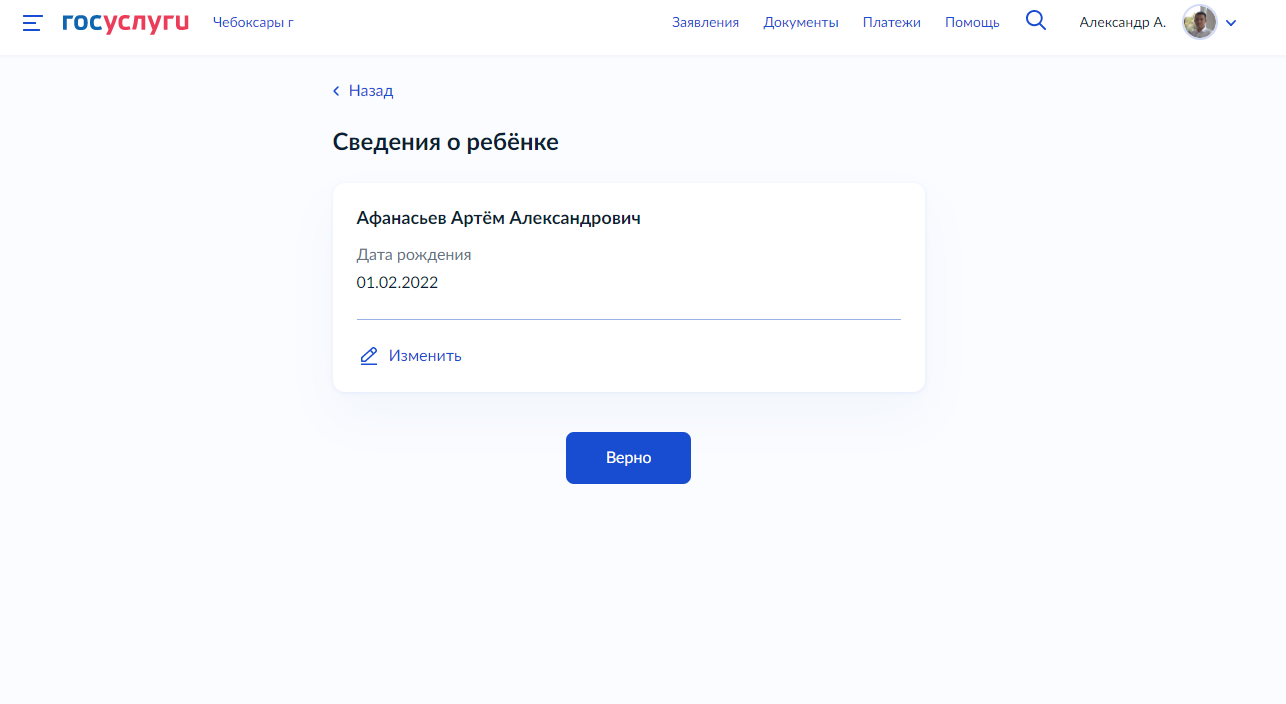 госуслуги Чебоксары г Заявления Документы Платежи Помощь Александр А.
Назад
Сведения о ребёнке
Афанасьев Артём Александрович
Дата рождения
01.02.2022
Изменить
Верно